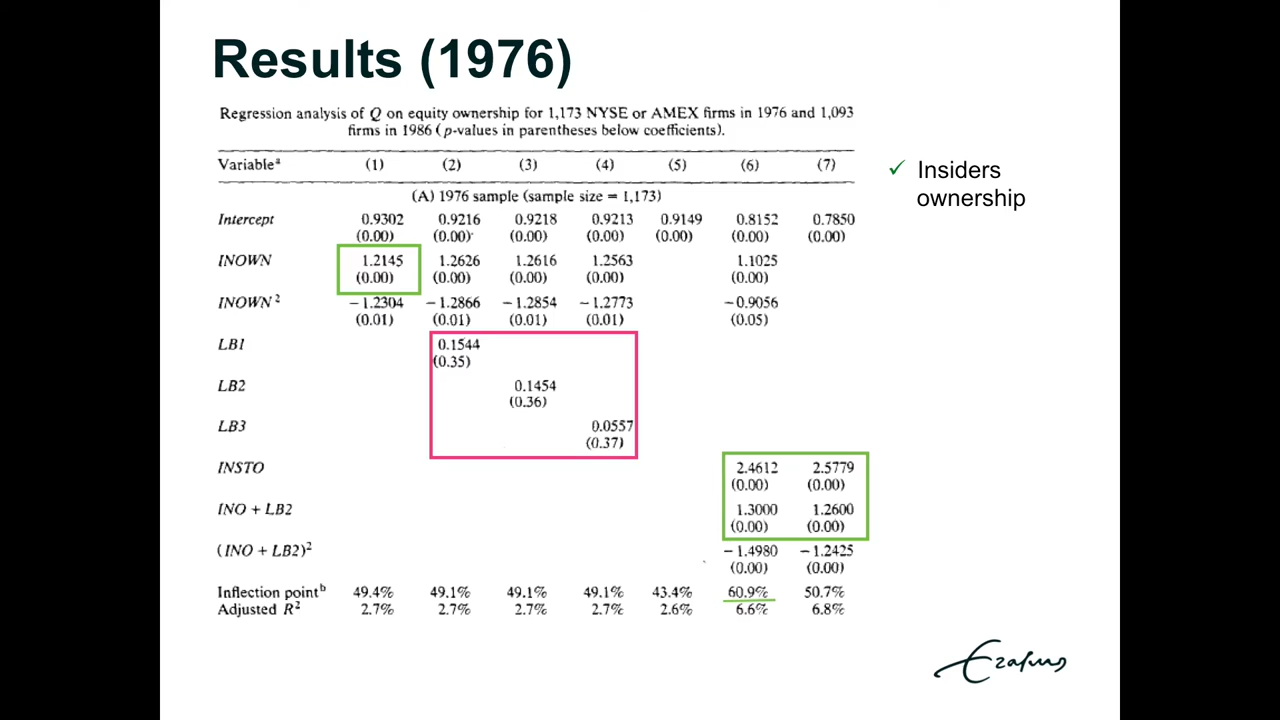 Results (1976)
Regression analysis of Q on equity ownership for 1,173 NYSE or AMEX firms in 1976 and 1,093
firms in 1986 (p-values in parentheses below coefficients).
Variableᵃ (1) (2) (3) (4) (5) (6) (7)
(A) 1976 sample (sample size = 1,173)
Intercept 0.9302 0.9216 0.9218 0.9213 0.9149 0.8152 0.7850
(0.00) (0.00) (0.00) (0.00) (0.00) (0.00) (0.00)
INOWN 1.2145 1.2626 1.2616 1.2563 1.1025
(0.00) (0.00) (0.00) (0.00) (0.00)
INOWN² −1.2304 −1.2866 −1.2854 −1.2773 −0.9056
(0.01) (0.01) (0.01) (0.01) (0.05)
LB1 0.1544
(0.35)
LB2 0.1454
(0.36)
LB3 0.0557
(0.37)
INSTO 2.4612 2.5779
(0.00) (0.00)
INO + LB2 1.3000 1.2600
(0.00) (0.00)
(INO + LB2)² −1.4980 −1.2425
(0.00) (0.00)
Inflection pointᵇ 49.4% 49.1% 49.1% 49.1% 43.4% 60.9% 50.7%
Adjusted R² 2.7% 2.7% 2.7% 2.7% 2.6% 6.6% 6.8%
✓ Insiders
ownership
Erasmus